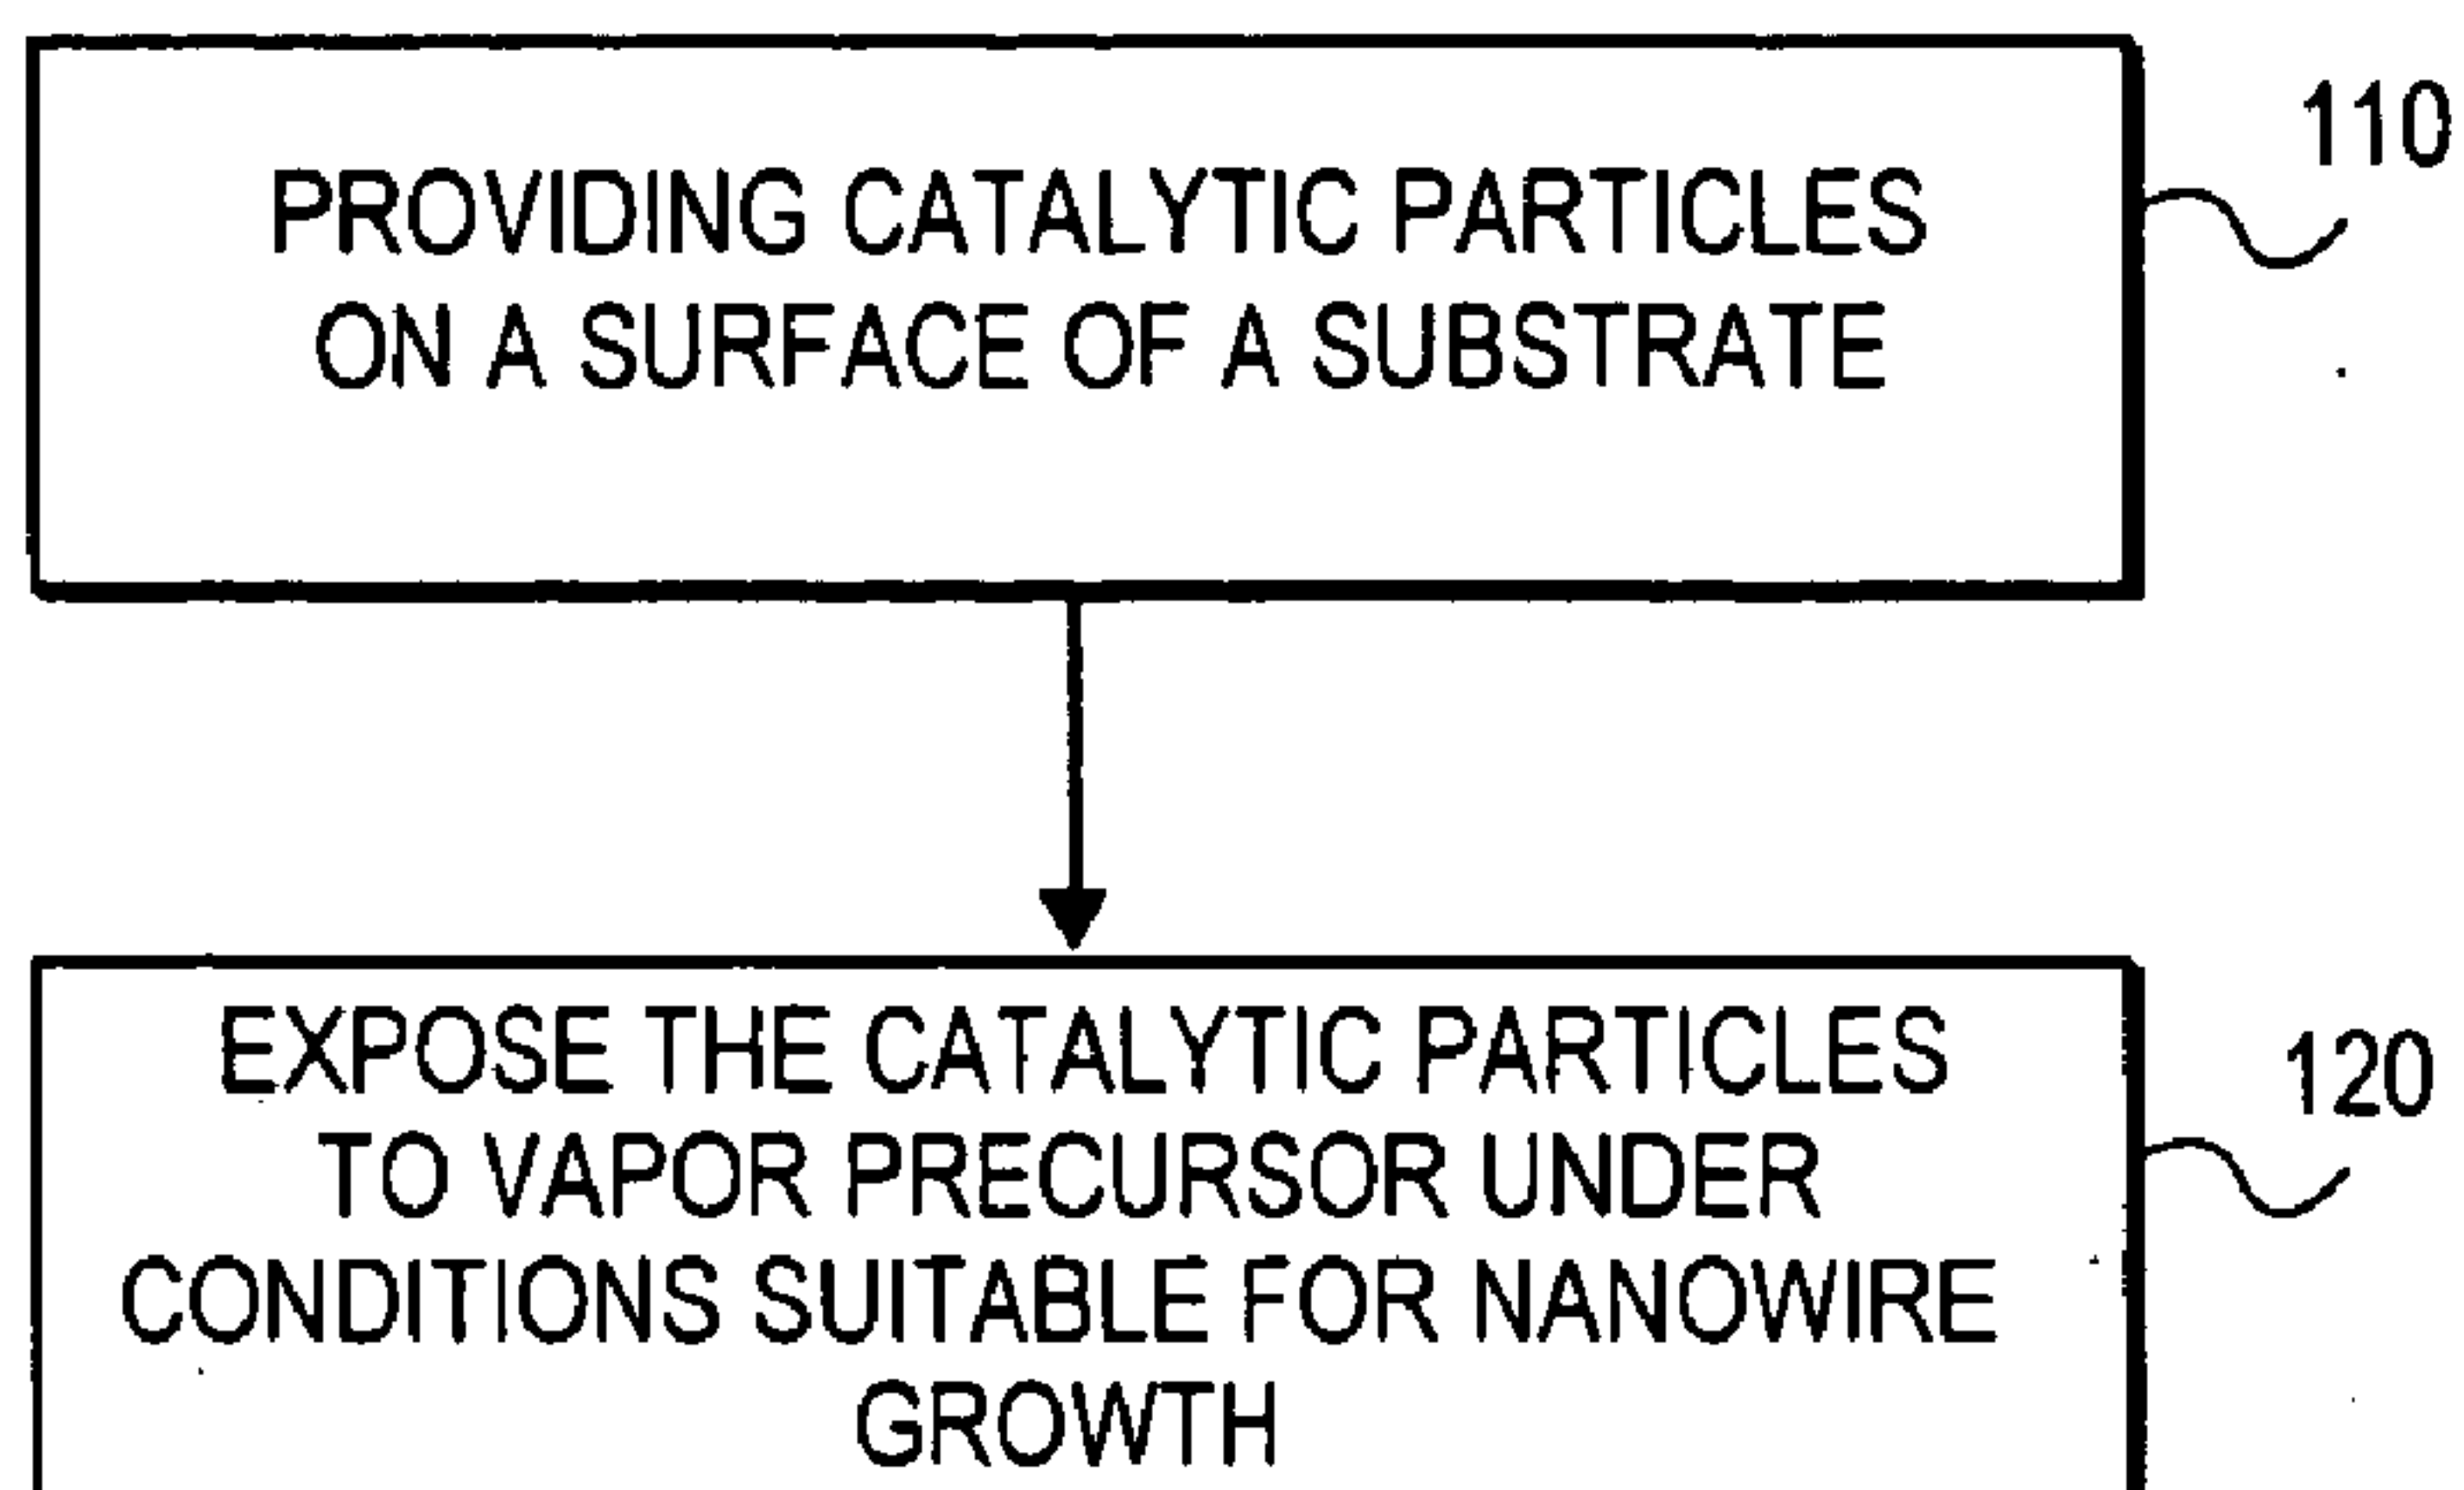 110
PROVIDING CATALYTIC PARTICLES
ON A SURFACE OF A SUBSTRATE
EXPOSE THE CATALYTIC PARTICLES
120
TO VAPOR PRECURSOR UNDER
CONDITIONS SUITABLE FOR NANOWIRE
GROWTH